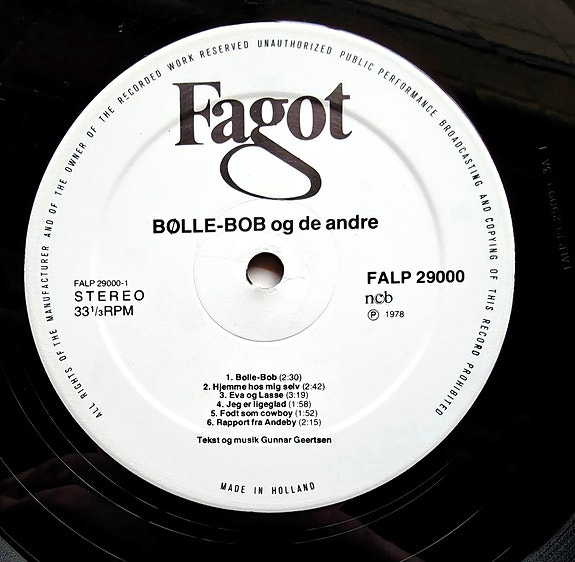 ALL RIGHTS OF THE MANUFACTURER AND OF THE OWNER OF THE RECORDED WORK RESERVED UNAUTHORIZED PUBLIC PERFORMANCE BROADCASTING AND COPYING OF THIS RECORD PROHIBITED
Fagot
BØLLE-BOB og de andre
FALP 29000-1
STEREO
33⅓RPM
FALP 29000
ncb
Ⓟ 1978
1. Bølle-Bob (2:30)
2. Hjemme hos mig selv (2:42)
3. Eva og Lasse (3:19)
4. Jeg er ligeglad (1:58)
5. Født som cowboy (1:52)
6. Rapport fra Andeby (2:15)
Tekst og musik Gunnar Geertsen
MADE IN HOLLAND